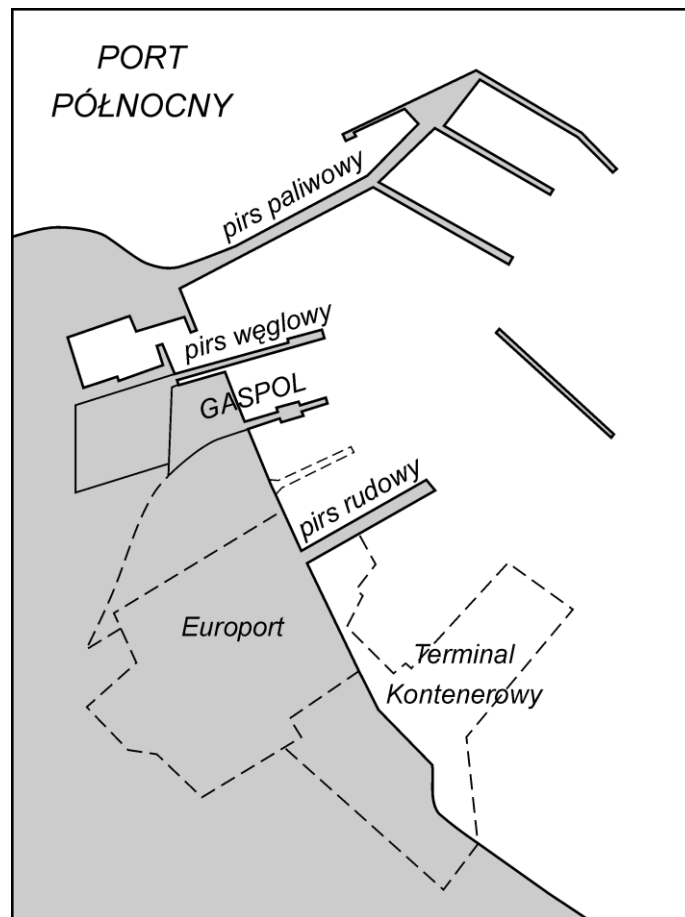 PORT
PÓŁNOCNY
pirs paliwowy
pirs węglowy
GASPOL
pirs rudowy
Europort
Terminal
Kontenerowy